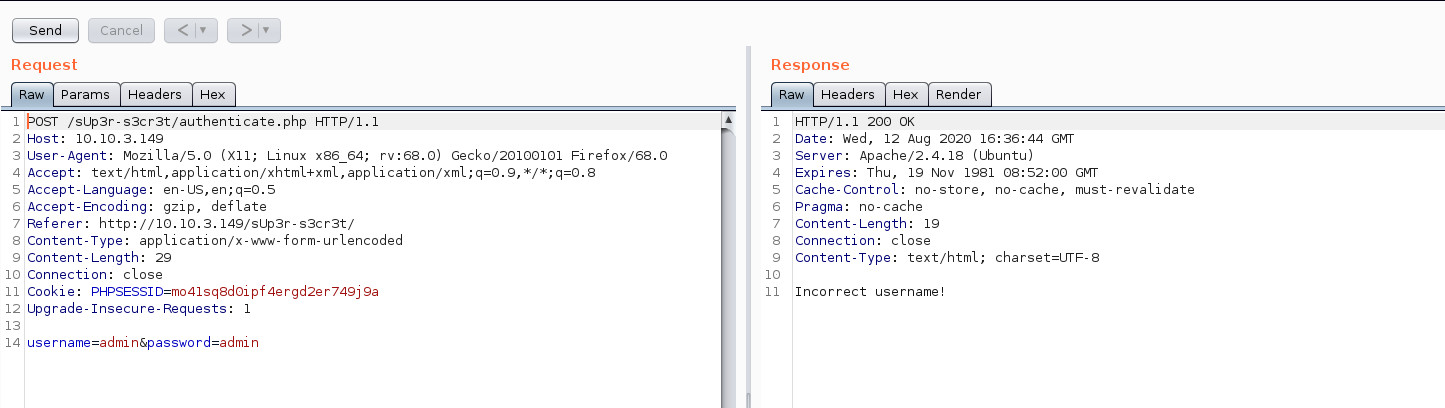 Send Cancel < > 
Request
Raw Params Headers Hex
1 POST /sUp3r-s3cr3t/authenticate.php HTTP/1.1
2 Host: 10.10.3.149
3 User-Agent: Mozilla/5.0 (X11; Linux x86_64; rv:68.0) Gecko/20100101 Firefox/68.0
4 Accept: text/html,application/xhtml+xml,application/xml;q=0.9,*/*;q=0.8
5 Accept-Language: en-US,en;q=0.5
6 Accept-Encoding: gzip, deflate
7 Referer: http://10.10.3.149/sUp3r-s3cr3t/
8 Content-Type: application/x-www-form-urlencoded
9 Content-Length: 29
10 Connection: close
11 Cookie: PHPSESSID=mo41sq8d0ipf4ergd2er749j9a
12 Upgrade-Insecure-Requests: 1
13
14 username=admin&password=admin
Response
Raw Headers Hex Render
1 HTTP/1.1 200 OK
2 Date: Wed, 12 Aug 2020 16:36:44 GMT
3 Server: Apache/2.4.18 (Ubuntu)
4 Expires: Thu, 19 Nov 1981 08:52:00 GMT
5 Cache-Control: no-store, no-cache, must-revalidate
6 Pragma: no-cache
7 Content-Length: 19
8 Connection: close
9 Content-Type: text/html; charset=UTF-8
10
11 Incorrect username!